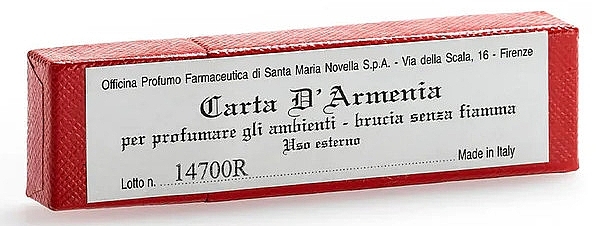 Officina Profumo Farmaceutica di Santa Maria Novella S.p.A. - Via della Scala, 16 - Firenze
Carta D'Armenia
per profumare gli ambienti - brucia senza fiamma
Uso esterno
Lotto n. 14700R Made in Italy